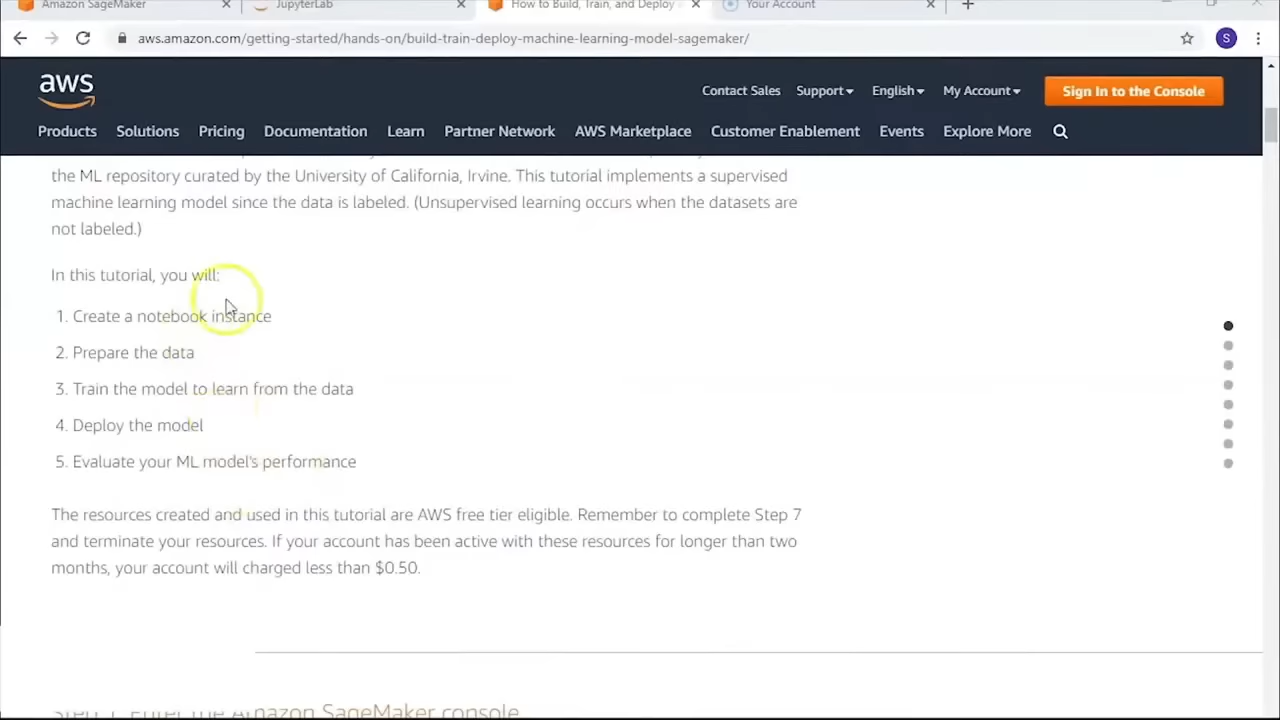 Amazon SageMaker
JupyterLab
How to Build, Train, and Deploy
Your Account
aws.amazon.com/getting-started/hands-on/build-train-deploy-machine-learning-model-sagemaker/
S
aws
Contact Sales Support English My Account Sign In to the Console
Products Solutions Pricing Documentation Learn Partner Network AWS Marketplace Customer Enablement Events Explore More
the ML repository curated by the University of California, Irvine. This tutorial implements a supervised
machine learning model since the data is labeled. (Unsupervised learning occurs when the datasets are
not labeled.)
In this tutorial, you will:
1. Create a notebook instance
2. Prepare the data
3. Train the model to learn from the data
4. Deploy the model
5. Evaluate your ML model's performance
The resources created and used in this tutorial are AWS free tier eligible. Remember to complete Step 7
and terminate your resources. If your account has been active with these resources for longer than two
months, your account will charged less than $0.50.
Step 1. Enter the Amazon SageMaker console